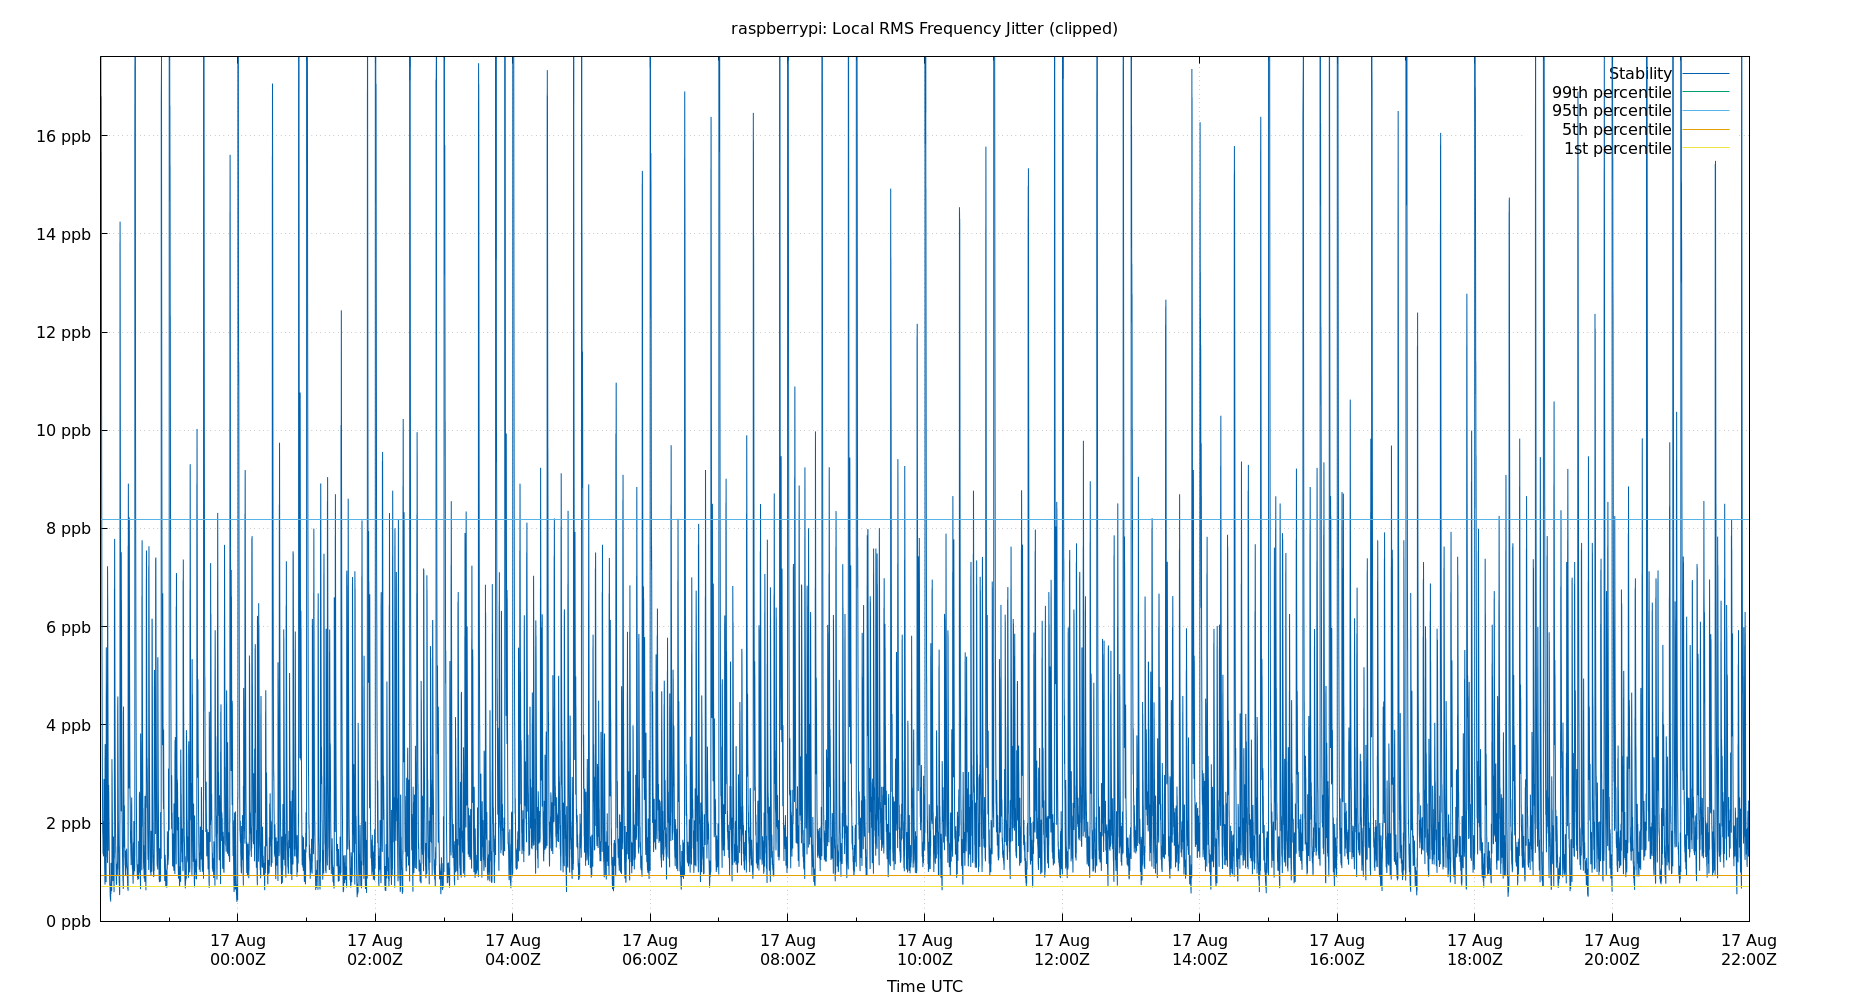 raspberrypi: Local RMS Frequency Jitter (clipped)
Stability
99th percentile
95th percentile
5th percentile
1st percentile
16 ppb
14 ppb
12 ppb
10 ppb
8 ppb
6 ppb
4 ppb
2 ppb
0 ppb
17 Aug 17 Aug 17 Aug 17 Aug 17 Aug 17 Aug 17 Aug 17 Aug 17 Aug 17 Aug 17 Aug 17 Aug
00:00Z 02:00Z 04:00Z 06:00Z 08:00Z 10:00Z 12:00Z 14:00Z 16:00Z 18:00Z 20:00Z 22:00Z
Time UTC